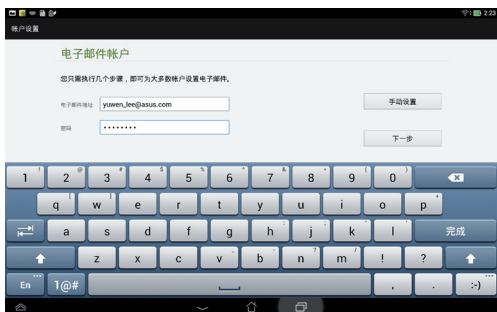 2:23
帐户设置
电子邮件帐户
您只需执行几个步骤，即可为大多数帐户设置电子邮件。
电子邮件地址 yuwen_lee@asus.com 手动设置
密码 ········
下一步
1 2 3 4 5 6 7 8 9 0
q w e r t y u i o p
a s d f g h j k l 完成
z x c v b n m ! ?
En 1@# , . :-)